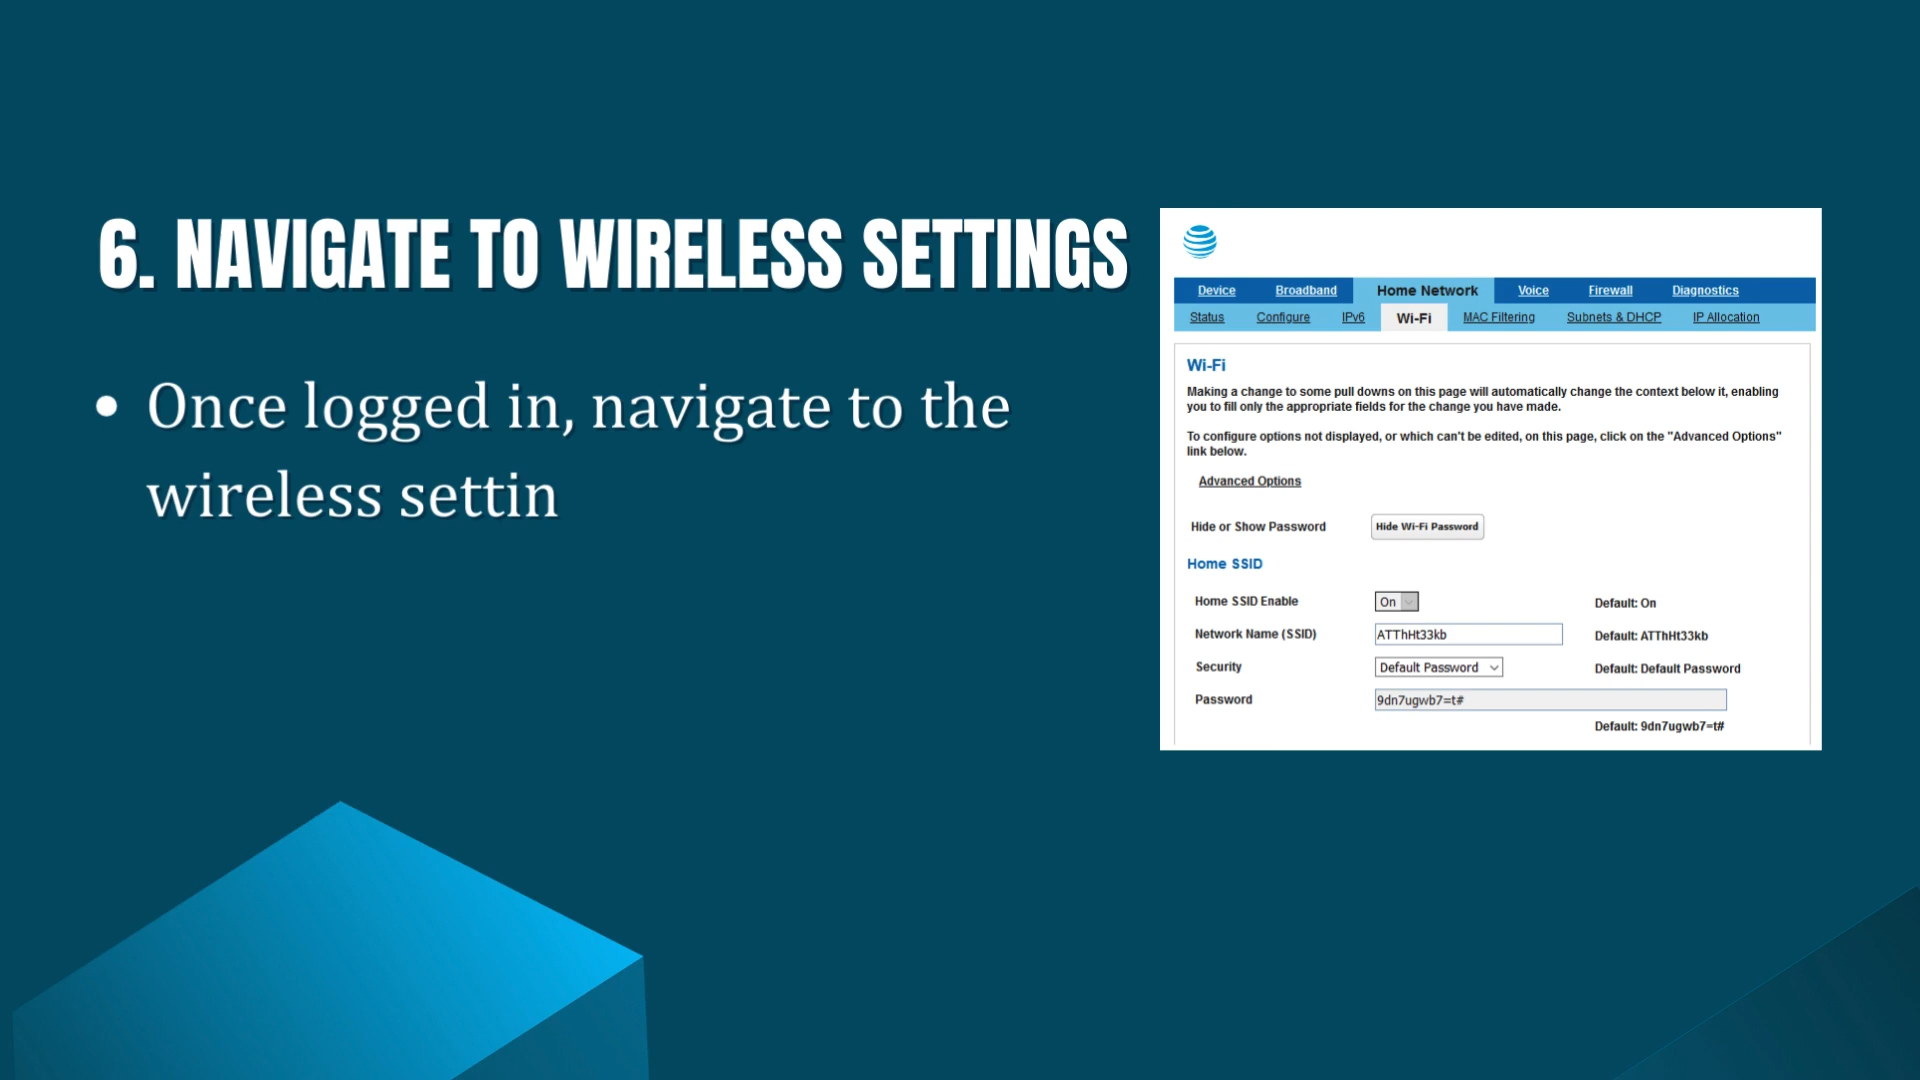 6. NAVIGATE TO WIRELESS SETTINGS
• Once logged in, navigate to the
wireless settin
Device Broadband Home Network Voice Firewall Diagnostics
Status Configure IPv6 Wi-Fi MAC Filtering Subnets & DHCP IP Allocation
Wi-Fi
Making a change to some pull downs on this page will automatically change the context below it, enabling
you to fill only the appropriate fields for the change you have made.
To configure options not displayed, or which can't be edited, on this page, click on the "Advanced Options"
link below.
Advanced Options
Hide or Show Password Hide Wi-Fi Password
Home SSID
Home SSID Enable On Default: On
Network Name (SSID) ATThHt33kb Default: ATThHt33kb
Security Default Password Default: Default Password
Password 9dn7ugwb7=t#
Default: 9dn7ugwb7=t#